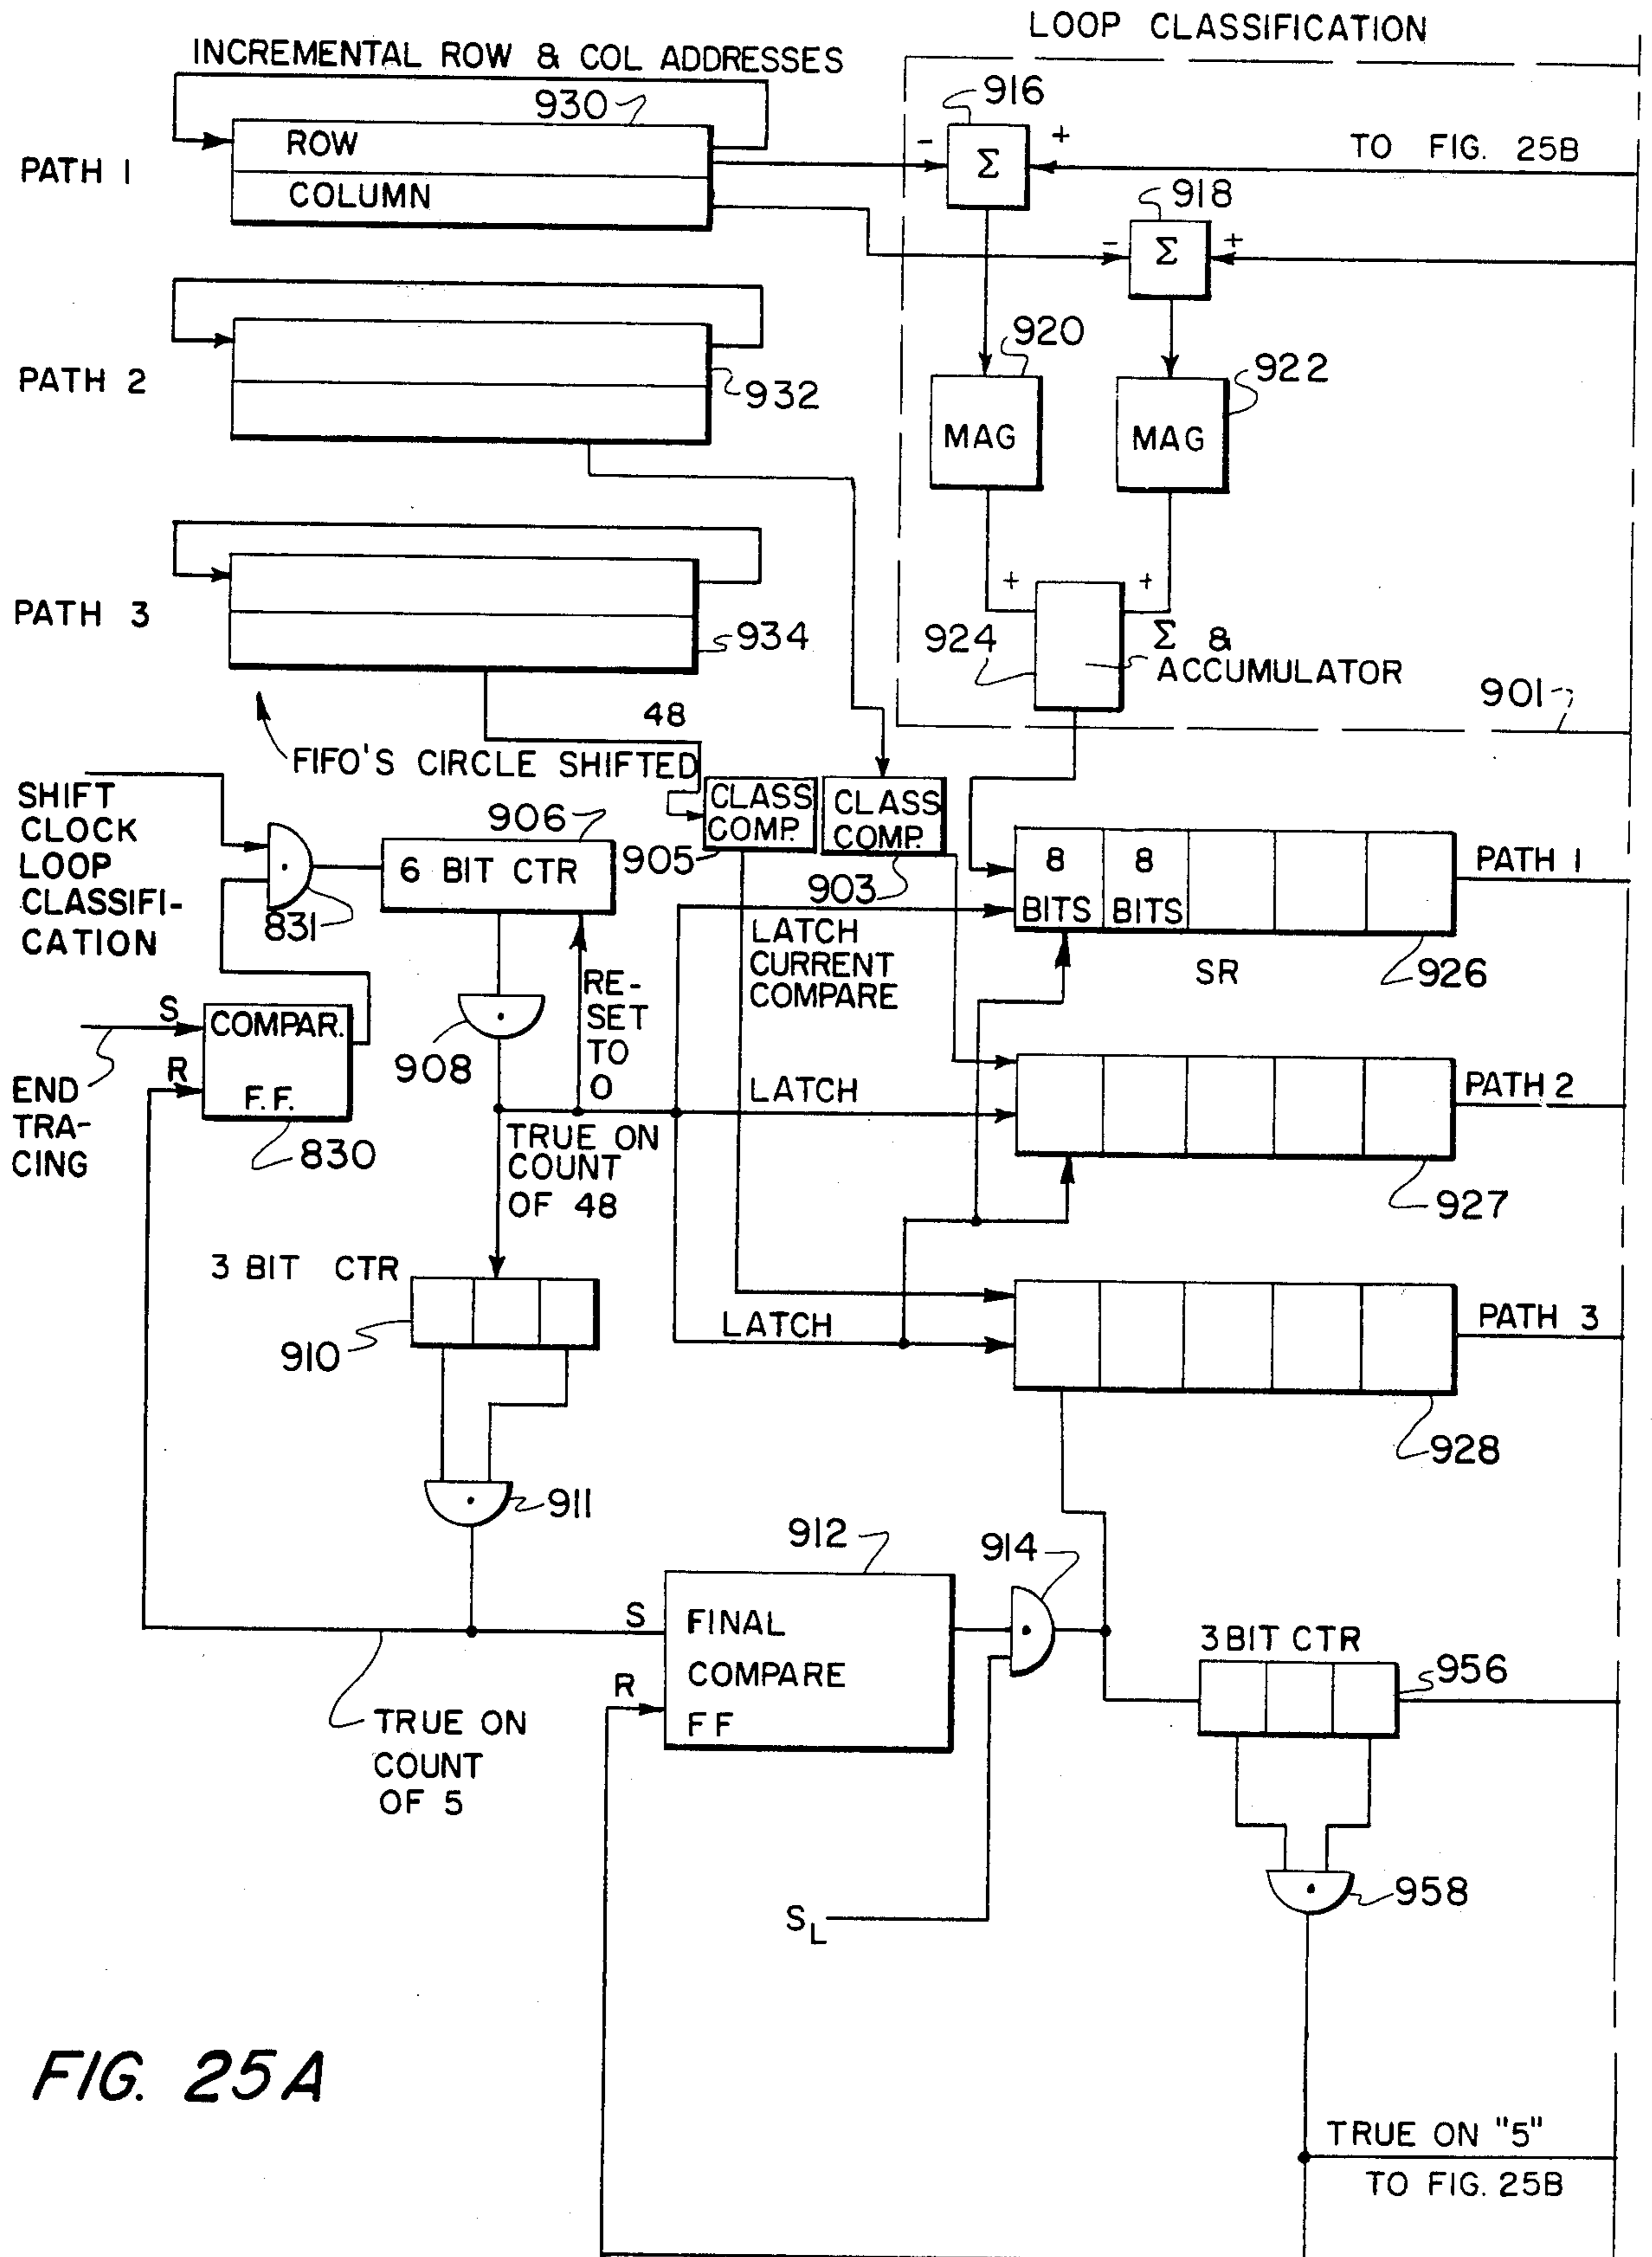 LOOP CLASSIFICATION
INCREMENTAL ROW & COL ADDRESSES
930
916
- Σ +
TO FIG. 25B
PATH 1
ROW
COLUMN
918
- Σ +
920
922
PATH 2
932
MAG
MAG
PATH 3
934
+ +
924
Σ &
ACCUMULATOR
901
48
FIFO'S CIRCLE SHIFTED
SHIFT
CLOCK
LOOP
CLASSIFI-
CATION
831
906
6 BIT CTR
CLASS
COMP.
905
CLASS
COMP.
903
8
BITS
8
BITS
PATH 1
926
SR
LATCH
CURRENT
COMPARE
908
RE-
SET
TO
0
S
COMPAR.
R
F.F.
830
END
TRA-
CING
LATCH
TRUE ON
COUNT
OF 48
PATH 2
927
3 BIT CTR
910
LATCH
PATH 3
928
911
912
914
S
FINAL
COMPARE
FF
R
TRUE ON
COUNT
OF 5
3 BIT CTR
956
958
SL
FIG. 25A
TRUE ON "5"
TO FIG. 25B